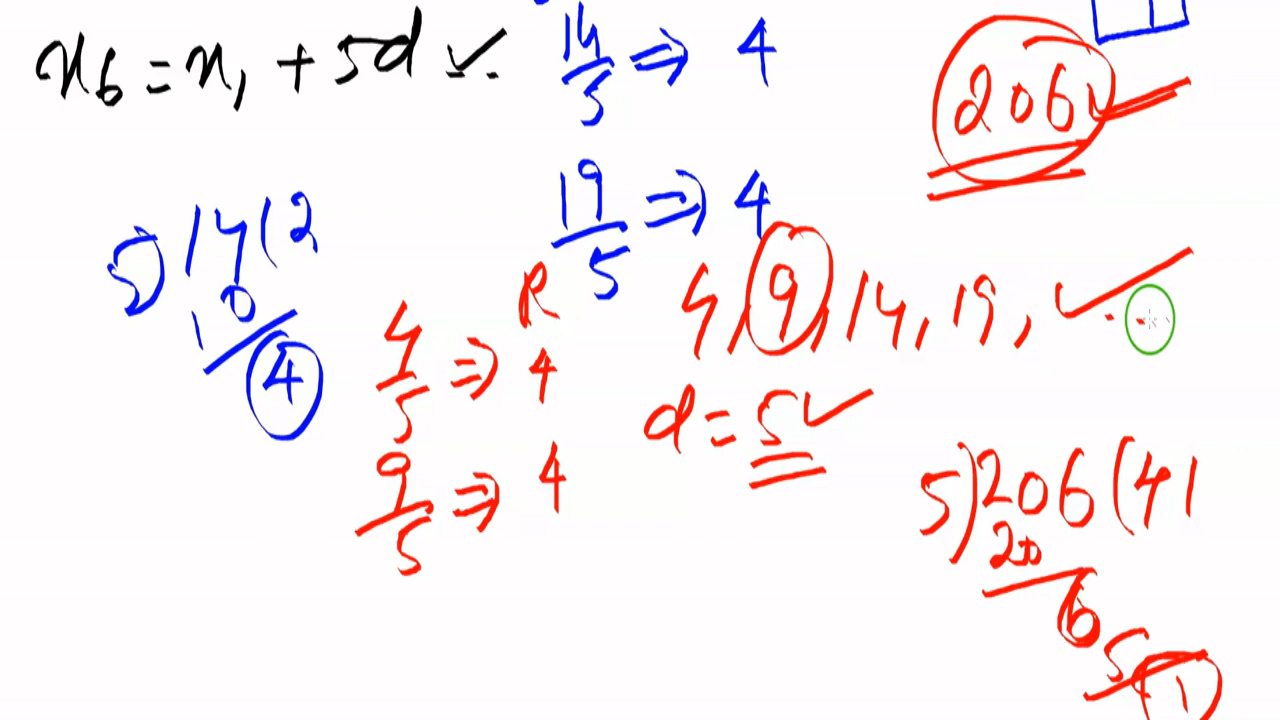 x₆ = x₁ + 5d ✓
14/5 ⇒ 4
206 ✓
19/5 ⇒ 4
5)14(2
10
4
R
4/5 ⇒ 4
9/5 ⇒ 4
4, 9, 14, 19, ✓ . . .
d = 5 ✓
5)206(41
20
6
5
1